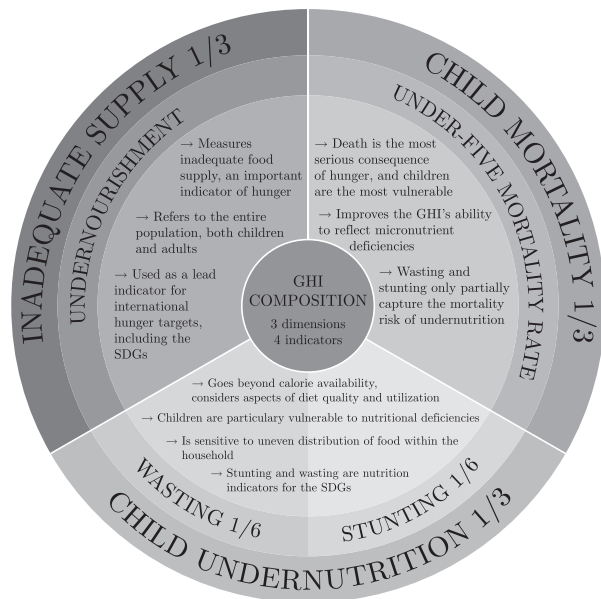 INADEQUATE SUPPLY 1/3
UNDERNOURISHMENT
→ Measures
inadequate food
supply, an important
indicator of hunger
→ Refers to the entire
population, both children
and adults
→ Used as a lead
indicator for
international
hunger targets,
including the
SDGs
CHILD MORTALITY 1/3
UNDER-FIVE MORTALITY RATE
→ Death is the most
serious consequence
of hunger, and children
are the most vulnerable
→ Improves the GHI's ability
to reflect micronutrient
deficiencies
→ Wasting and
stunting only partially
capture the mortality
risk of undernutrition
GHI
COMPOSITION
3 dimensions
4 indicators
→ Goes beyond calorie availability,
considers aspects of diet quality and utilization
→ Children are particulary vulnerable to nutritional deficiencies
→ Is sensitive to uneven distribution of food within the
household
→ Stunting and wasting are nutrition
indicators for the SDGs
WASTING 1/6
STUNTING 1/6
CHILD UNDERNUTRITION 1/3